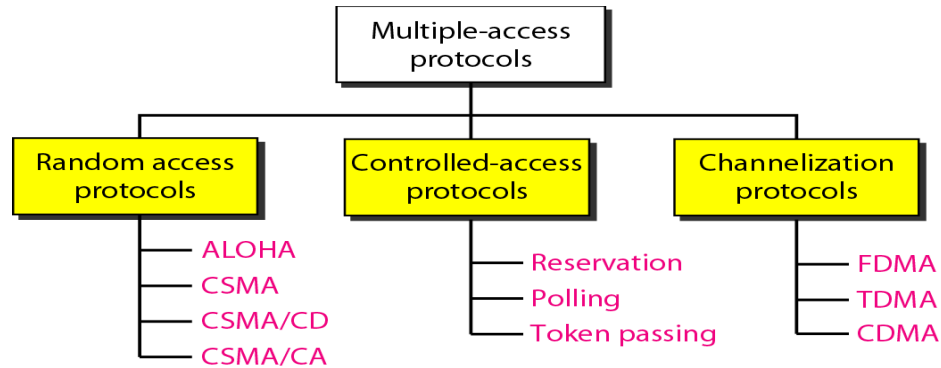 Multiple-access
protocols
Random access
protocols
Controlled-access
protocols
Channelization
protocols
ALOHA
CSMA
CSMA/CD
CSMA/CA
Reservation
Polling
Token passing
FDMA
TDMA
CDMA